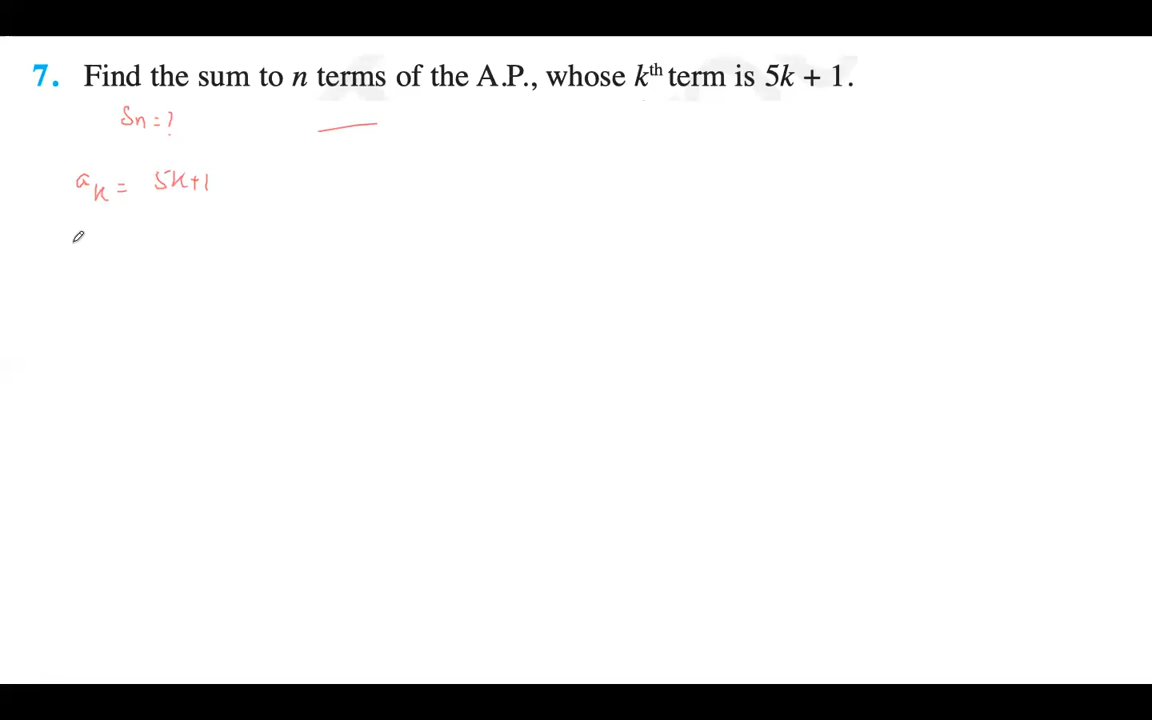 7. Find the sum to n terms of the A.P., whose kᵗʰ term is 5k + 1.
Sn = ?
aₖ = 5k+1